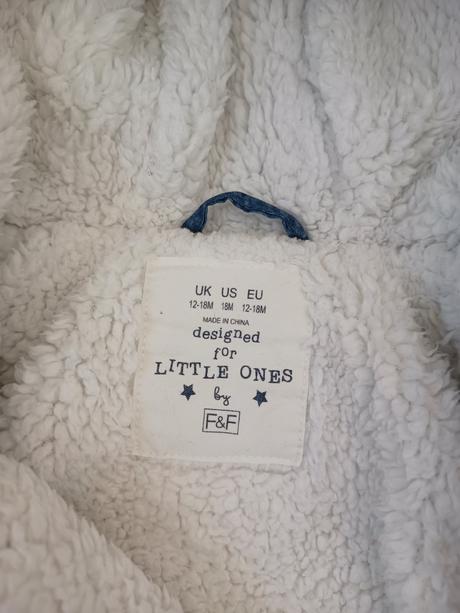 UK US EU
12-18M 18M 12-18M
MADE IN CHINA
designed
for
LITTLE ONES
by
F&F